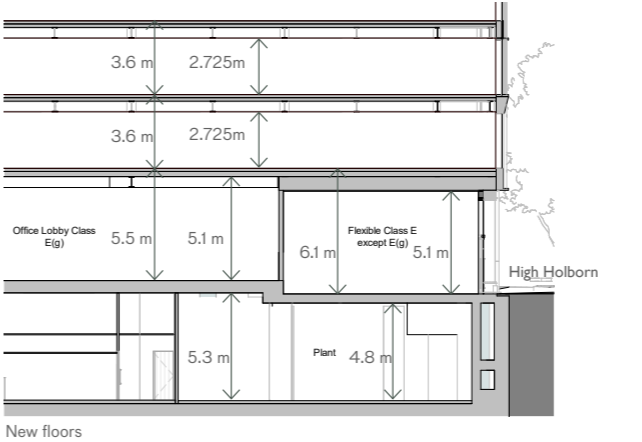 3.6 m 2.725m
3.6 m 2.725m
Office Lobby Class
E(g)
5.5 m 5.1 m
Flexible Class E
except E(g)
6.1 m 5.1 m
High Holborn
5.3 m
Plant
4.8 m
New floors